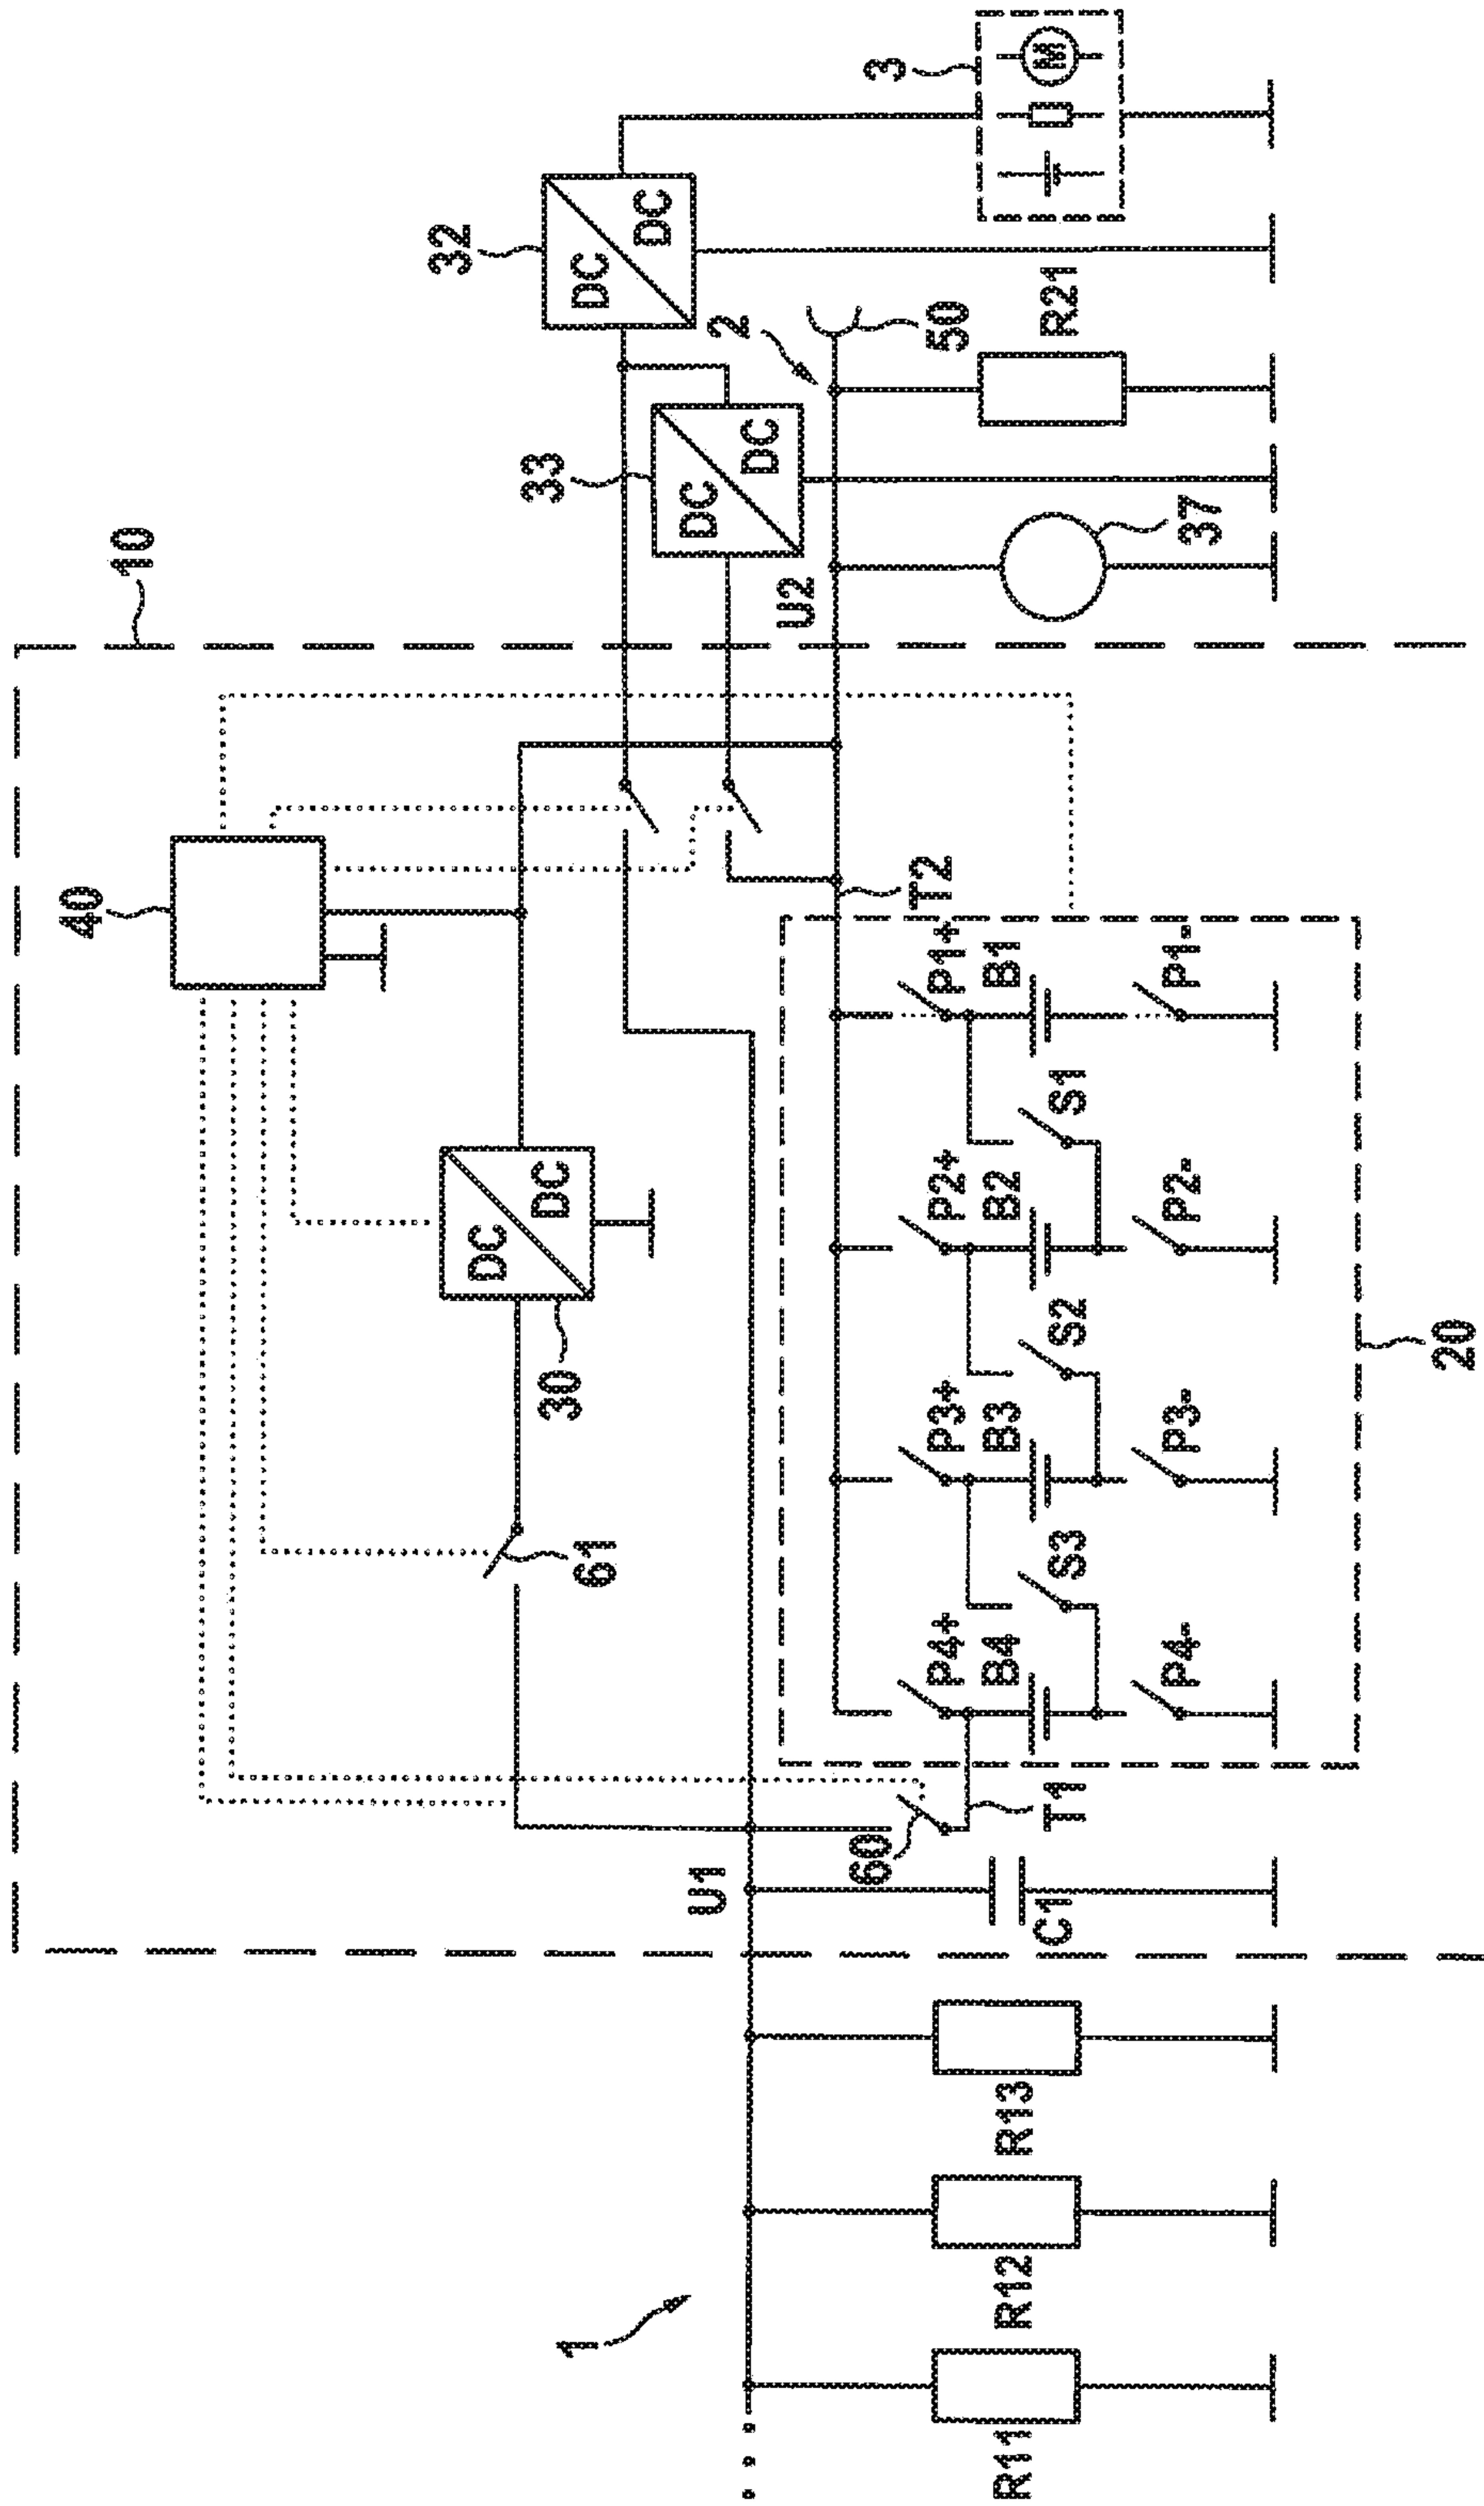 1
R11
R12
R13
U1
C1
10
40
61
30
DC
DC
60
T1
T2
P4+
B4
P4-
S3
P3+
B3
P3-
S2
P2+
B2
P2-
S1
P1+
B1
P1-
20
U2
37
33
DC
DC
2
50
R21
32
DC
DC
3
M